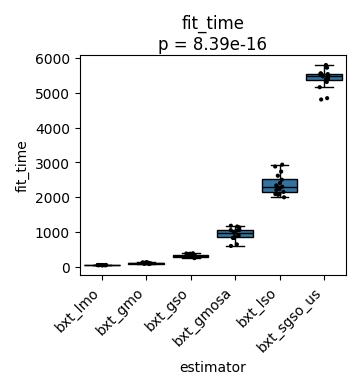 fit_time
p = 8.39e-16
fit_time
6000
5000
4000
3000
2000
1000
0
bxt_lmo
bxt_gmo
bxt_gso
bxt_gmosa
bxt_lso
bxt_sgso_us
estimator